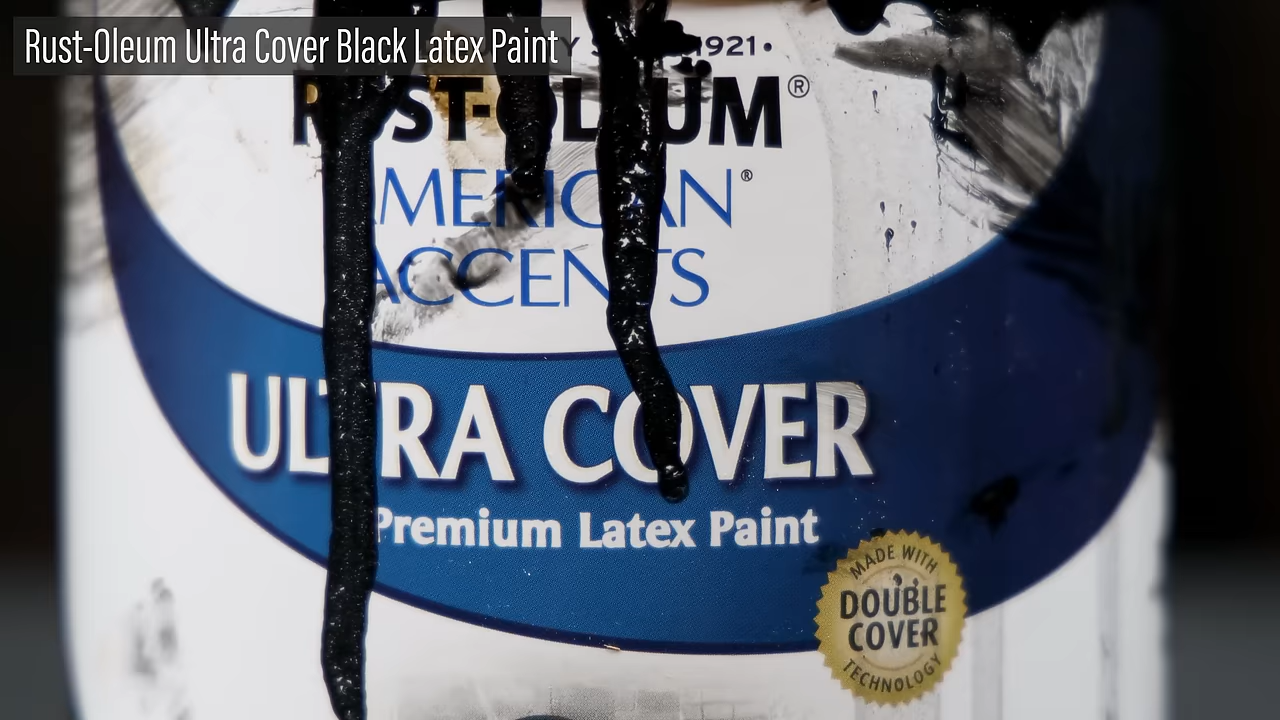 Rust-Oleum Ultra Cover Black Latex Paint
1921•
RUST-OLEUM®
AMERICAN®
ACCENTS
ULTRA COVER
Premium Latex Paint
MADE WITH
DOUBLE
COVER
TECHNOLOGY